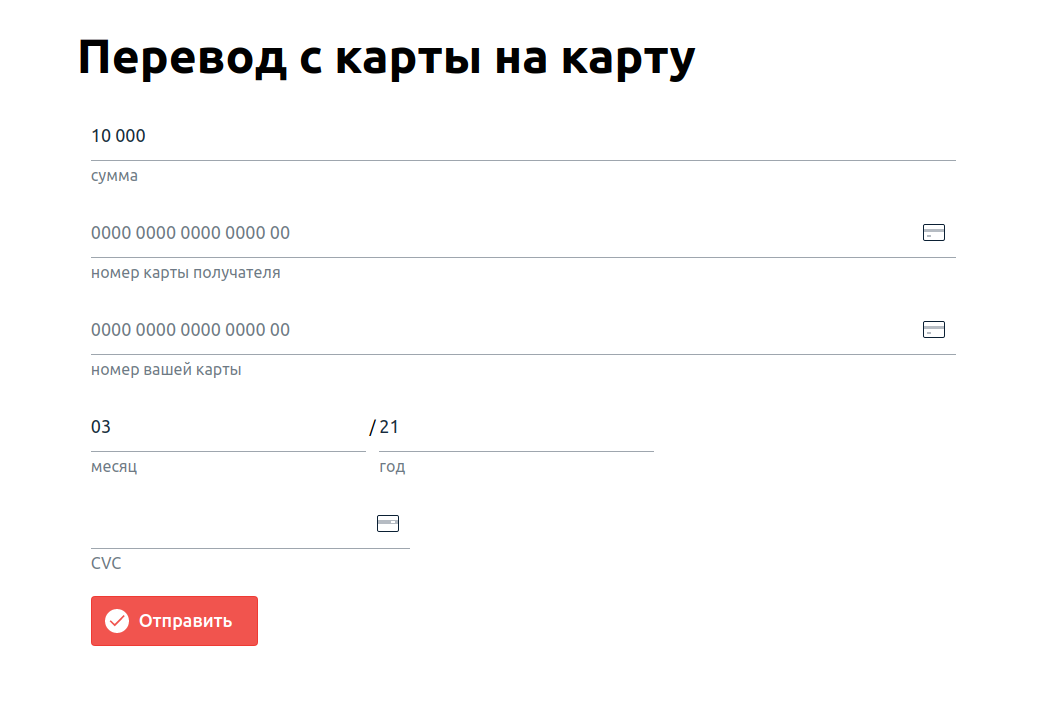 Перевод с карты на карту
10 000
сумма
0000 0000 0000 0000 00
номер карты получателя
0000 0000 0000 0000 00
номер вашей карты
03 / 21
месяц год
CVC
Отправить